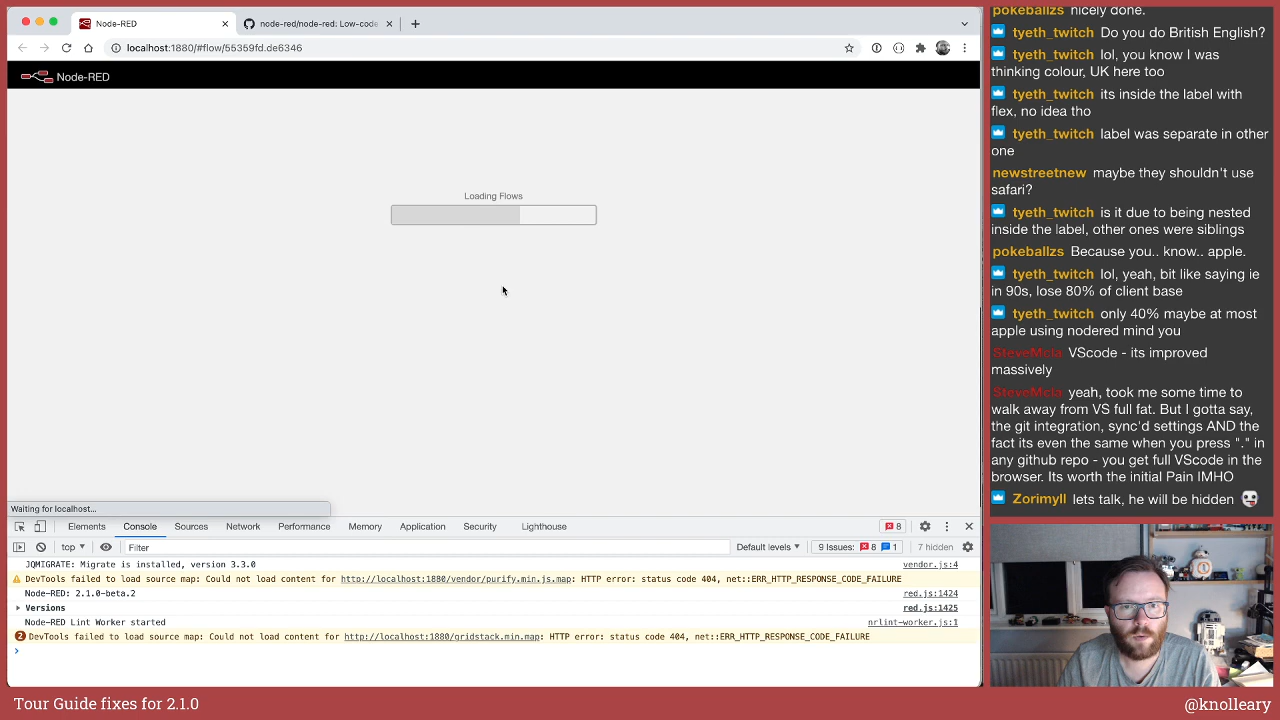 Node-RED
node-red/node-red: Low-code
localhost:1880/#flow/55359fd.de6346
Node-RED
Loading Flows
Waiting for localhost...
Elements Console Sources Network Performance Memory Application Security Lighthouse 8
top Filter Default levels 9 Issues: 8 1 7 hidden
JQMIGRATE: Migrate is installed, version 3.3.0 vendor.js:4
DevTools failed to load source map: Could not load content for http://localhost:1880/vendor/purify.min.js.map: HTTP error: status code 404, net::ERR_HTTP_RESPONSE_CODE_FAILURE
Node-RED: 2.1.0-beta.2 red.js:1424
Versions red.js:1425
Node-RED Lint Worker started nrlint-worker.js:1
2 DevTools failed to load source map: Could not load content for http://localhost:1880/gridstack.min.map: HTTP error: status code 404, net::ERR_HTTP_RESPONSE_CODE_FAILURE
pokeballzs nicely done.
tyeth_twitch Do you do British English?
tyeth_twitch lol, you know I was
thinking colour, UK here too
tyeth_twitch its inside the label with
flex, no idea tho
tyeth_twitch label was separate in other
one
newstreetnew maybe they shouldn't use
safari?
tyeth_twitch is it due to being nested
inside the label, other ones were siblings
pokeballzs Because you.. know.. apple.
tyeth_twitch lol, yeah, bit like saying ie
in 90s, lose 80% of client base
tyeth_twitch only 40% maybe at most
apple using nodered mind you
SteveMcla VScode - its improved
massively
SteveMcla yeah, took me some time to
walk away from VS full fat. But I gotta say,
the git integration, sync'd settings AND the
fact its even the same when you press "." in
any github repo - you get full VScode in the
browser. Its worth the initial Pain IMHO
Zorimyll lets talk, he will be hidden
Tour Guide fixes for 2.1.0
@knolleary